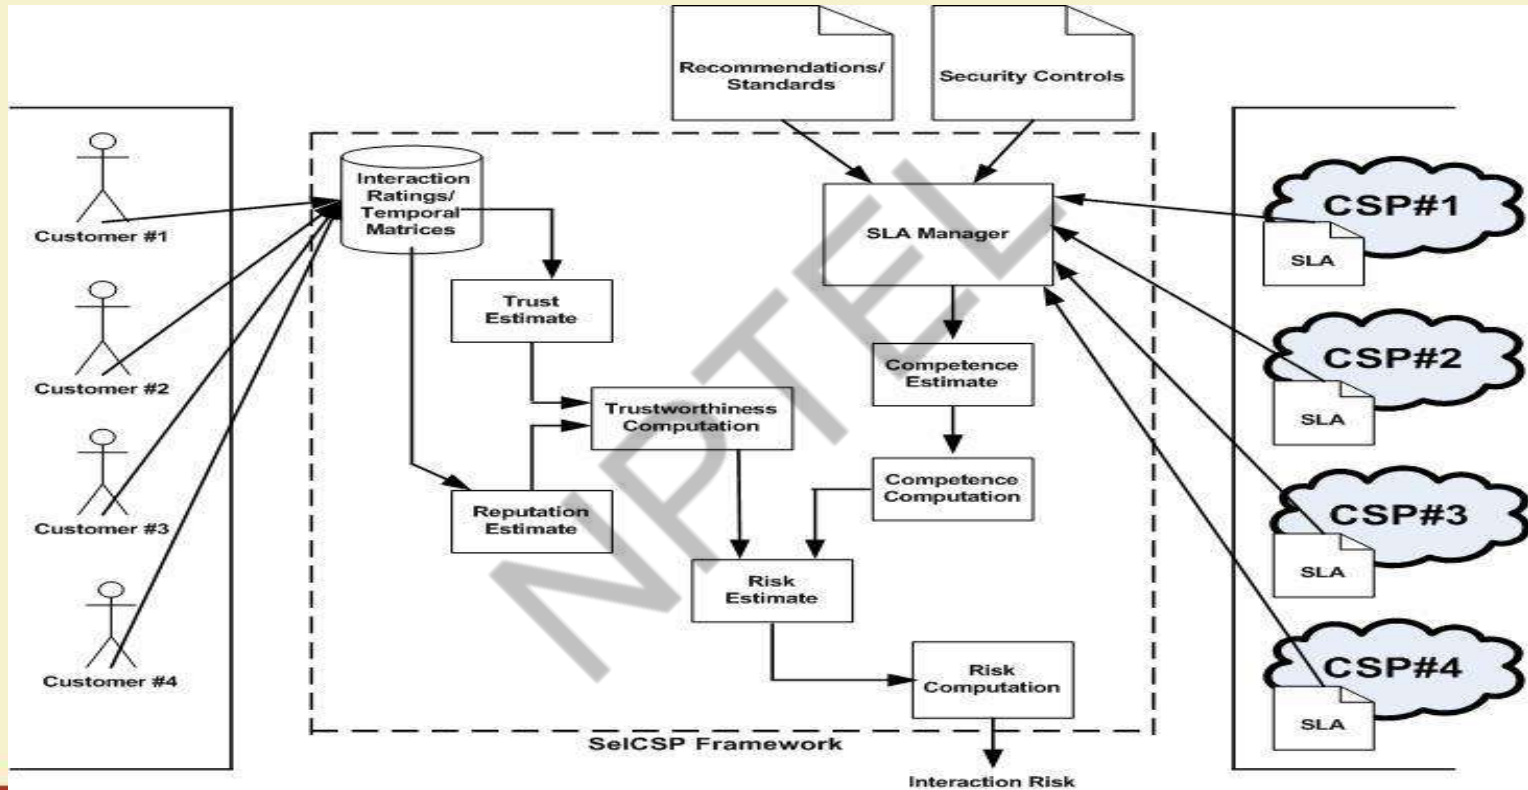 Recommendations/
Standards
Security Controls
Customer #1
Customer #2
Customer #3
Customer #4
Interaction
Ratings/
Temporal
Matrices
Trust
Estimate
Reputation
Estimate
Trustworthiness
Computation
SLA Manager
Competence
Estimate
Competence
Computation
Risk
Estimate
Risk
Computation
SelCSP Framework
Interaction Risk
CSP#1
SLA
CSP#2
SLA
CSP#3
SLA
CSP#4
SLA
NPTEL